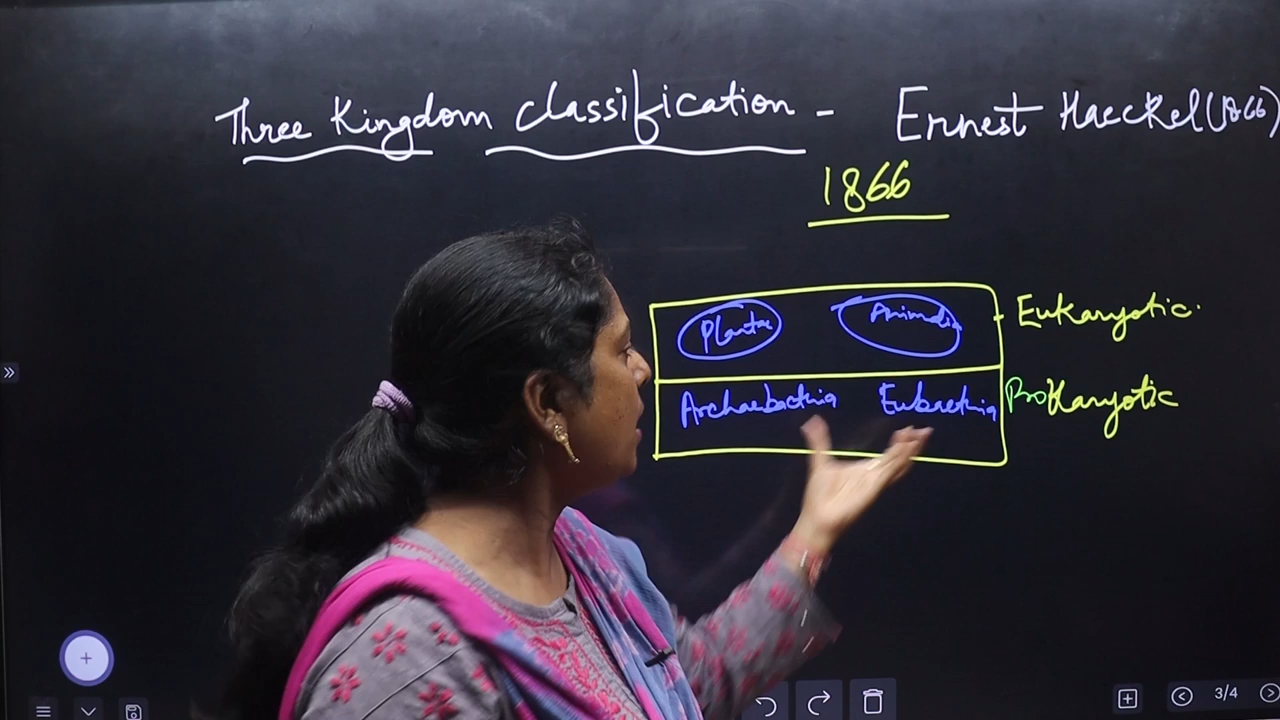 Three Kingdom Classification - Ernest Haeckel (1866)
1866
Plantae Animalia Eukaryotic.
Archaebacteria Eubacteria Prokaryotic
3/4